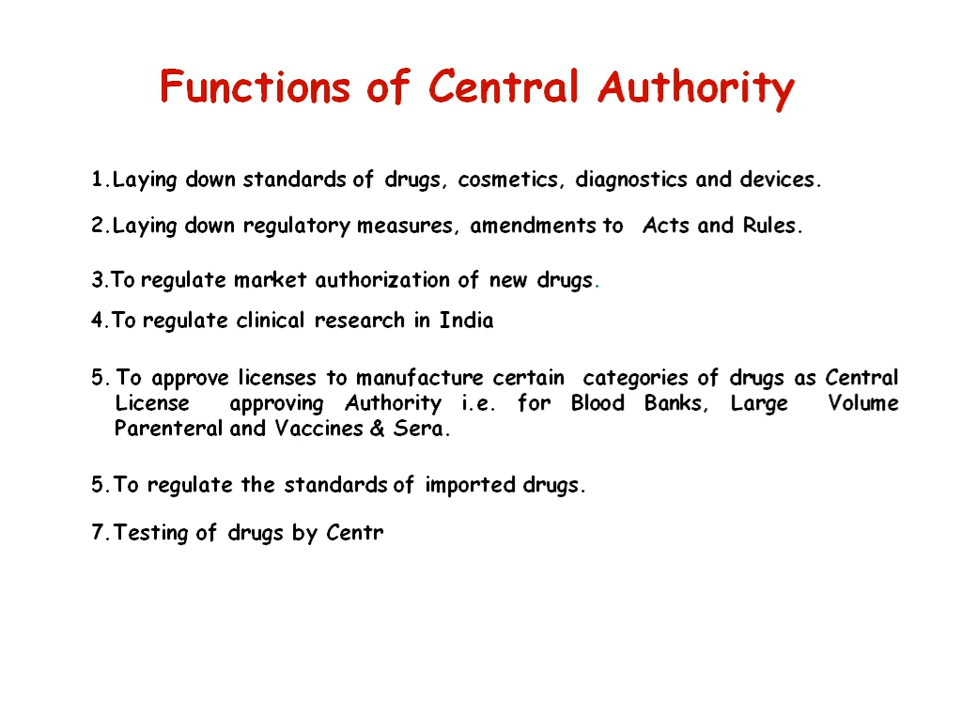 Functions of Central Authority
1.Laying down standards of drugs, cosmetics, diagnostics and devices.
2.Laying down regulatory measures, amendments to Acts and Rules.
3.To regulate market authorization of new drugs.
4.To regulate clinical research in India
5. To approve licenses to manufacture certain categories of drugs as Central
License approving Authority i.e. for Blood Banks, Large Volume
Parenteral and Vaccines & Sera.
5.To regulate the standards of imported drugs.
7.Testing of drugs by Centr